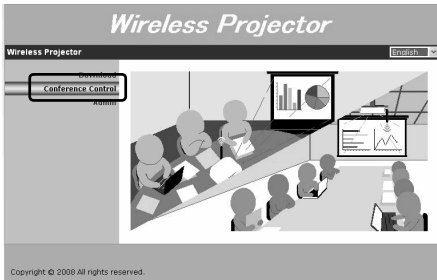 Wireless Projector
Wireless Projector
English
Download
Conference Control
Admin
Copyright © 2008 All rights reserved.